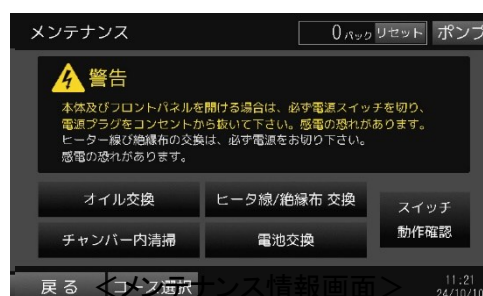 メンテナンス
0パック リセット ポンプ
警告
本体及びフロントパネルを開ける場合は、必ず電源スイッチを切り、
電源プラグをコンセントから抜いて下さい。感電の恐れがあります。
ヒーター線び絶縁布の交換は、必ず電源をお切り下さい。
感電の恐れがあります。
オイル交換
ヒータ線/絶縁布 交換
スイッチ
動作確認
チャンバー内清掃
電池交換
戻る
コース選択
<メンテナンス情報画面>
11:21
24/10/10